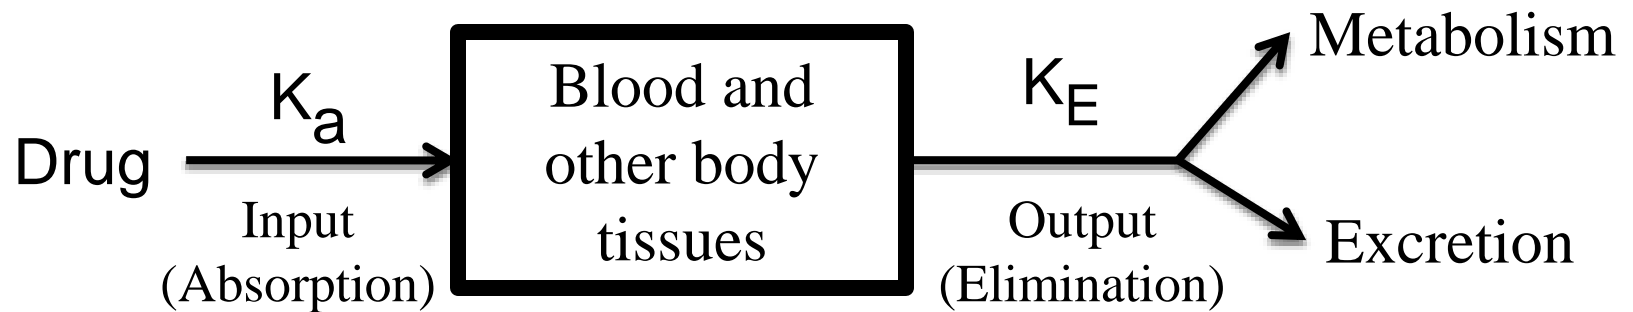 Drug
Ka
Input
(Absorption)
Blood and
other body
tissues
KE
Output
(Elimination)
Metabolism
Excretion